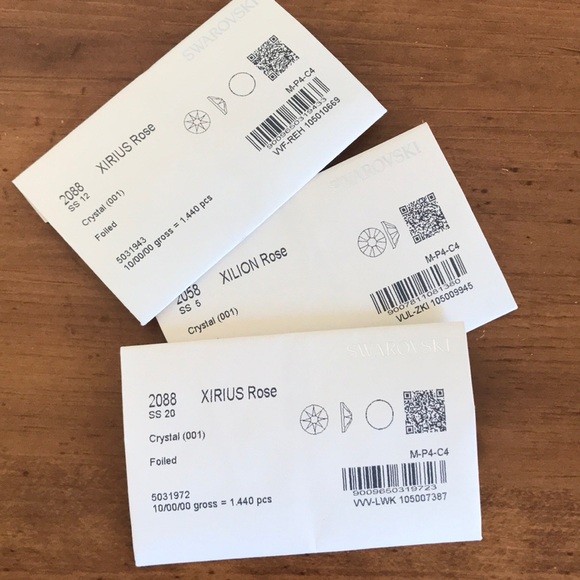 SWAROVSKI
2088 XIRIUS Rose
SS 12
Crystal (001)
Foiled
5031943
10/00/00 gross = 1,440 pcs
M-P4-C4
9009650319433
VVF-REH 105010669
SWAROVSKI
2058 XILION Rose
SS 5
Crystal (001)
M-P4-C4
9007811081380
VUL-ZKI 105009945
SWAROVSKI
2088 XIRIUS Rose
SS 20
Crystal (001)
Foiled
5031972
10/00/00 gross = 1,440 pcs
M-P4-C4
9009650319723
VVV-LWK 105007387